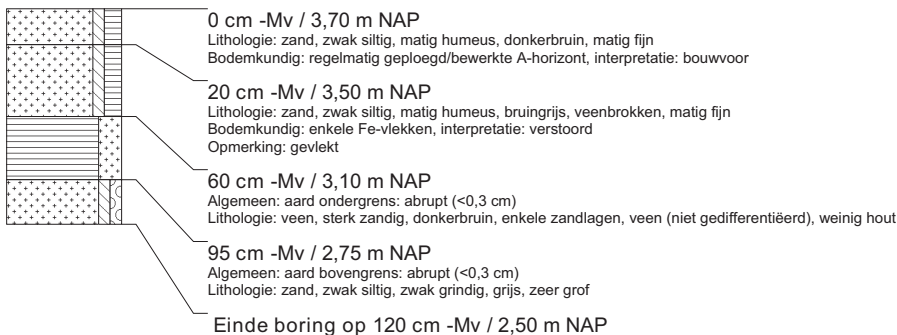 0 cm -Mv / 3,70 m NAP
Lithologie: zand, zwak siltig, matig humeus, donkerbruin, matig fijn
Bodemkundig: regelmatig geploegd/bewerkte A-horizont, interpretatie: bouwvoor
20 cm -Mv / 3,50 m NAP
Lithologie: zand, zwak siltig, matig humeus, bruingrijs, veenbrokken, matig fijn
Bodemkundig: enkele Fe-vlekken, interpretatie: verstoord
Opmerking: gevlekt
60 cm -Mv / 3,10 m NAP
Algemeen: aard ondergrens: abrupt (<0,3 cm)
Lithologie: veen, sterk zandig, donkerbruin, enkele zandlagen, veen (niet gedifferentiëerd), weinig hout
95 cm -Mv / 2,75 m NAP
Algemeen: aard bovengrens: abrupt (<0,3 cm)
Lithologie: zand, zwak siltig, zwak grindig, grijs, zeer grof
Einde boring op 120 cm -Mv / 2,50 m NAP